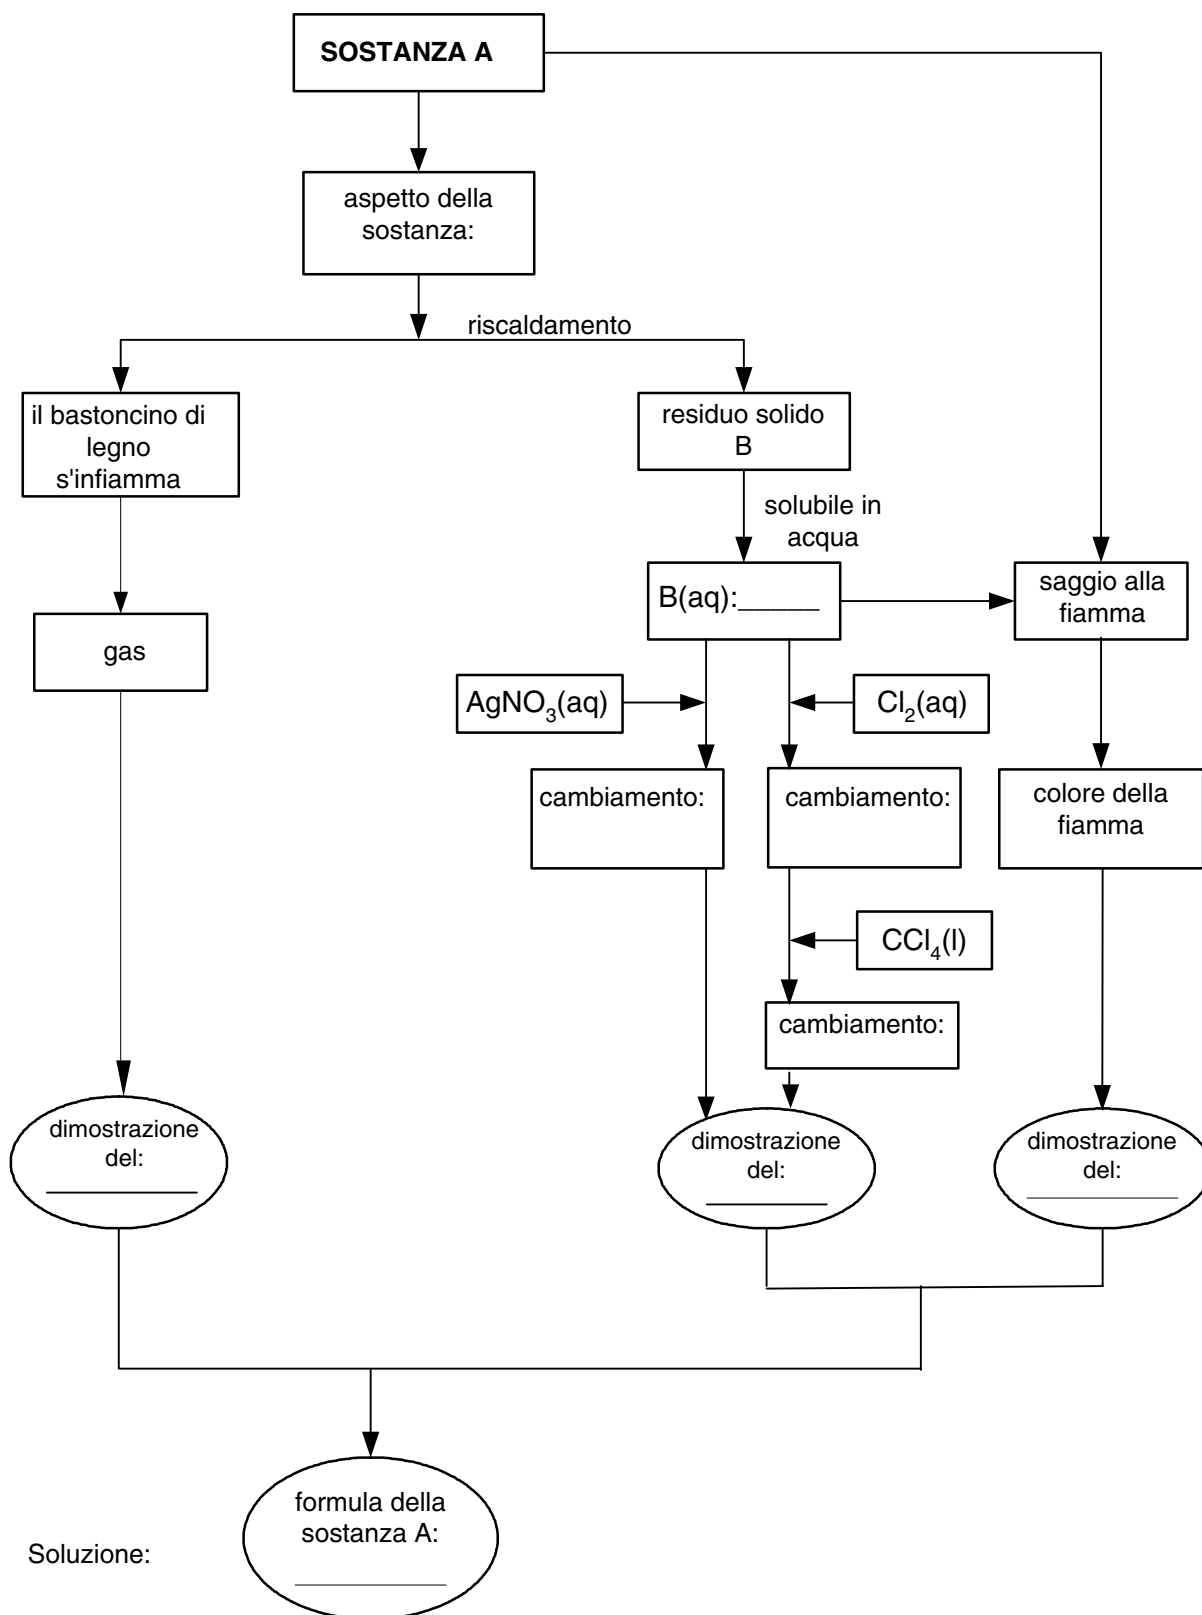 SOSTANZA A
aspetto della
sostanza:
riscaldamento
il bastoncino di
legno
s'infiamma
residuo solido
B
solubile in
acqua
gas
B(aq):______
saggio alla
fiamma
AgNO₃(aq)
Cl₂(aq)
cambiamento:
cambiamento:
colore della
fiamma
CCl₄(l)
cambiamento:
dimostrazione
del:
dimostrazione
del:
dimostrazione
del:
formula della
sostanza A:
Soluzione: